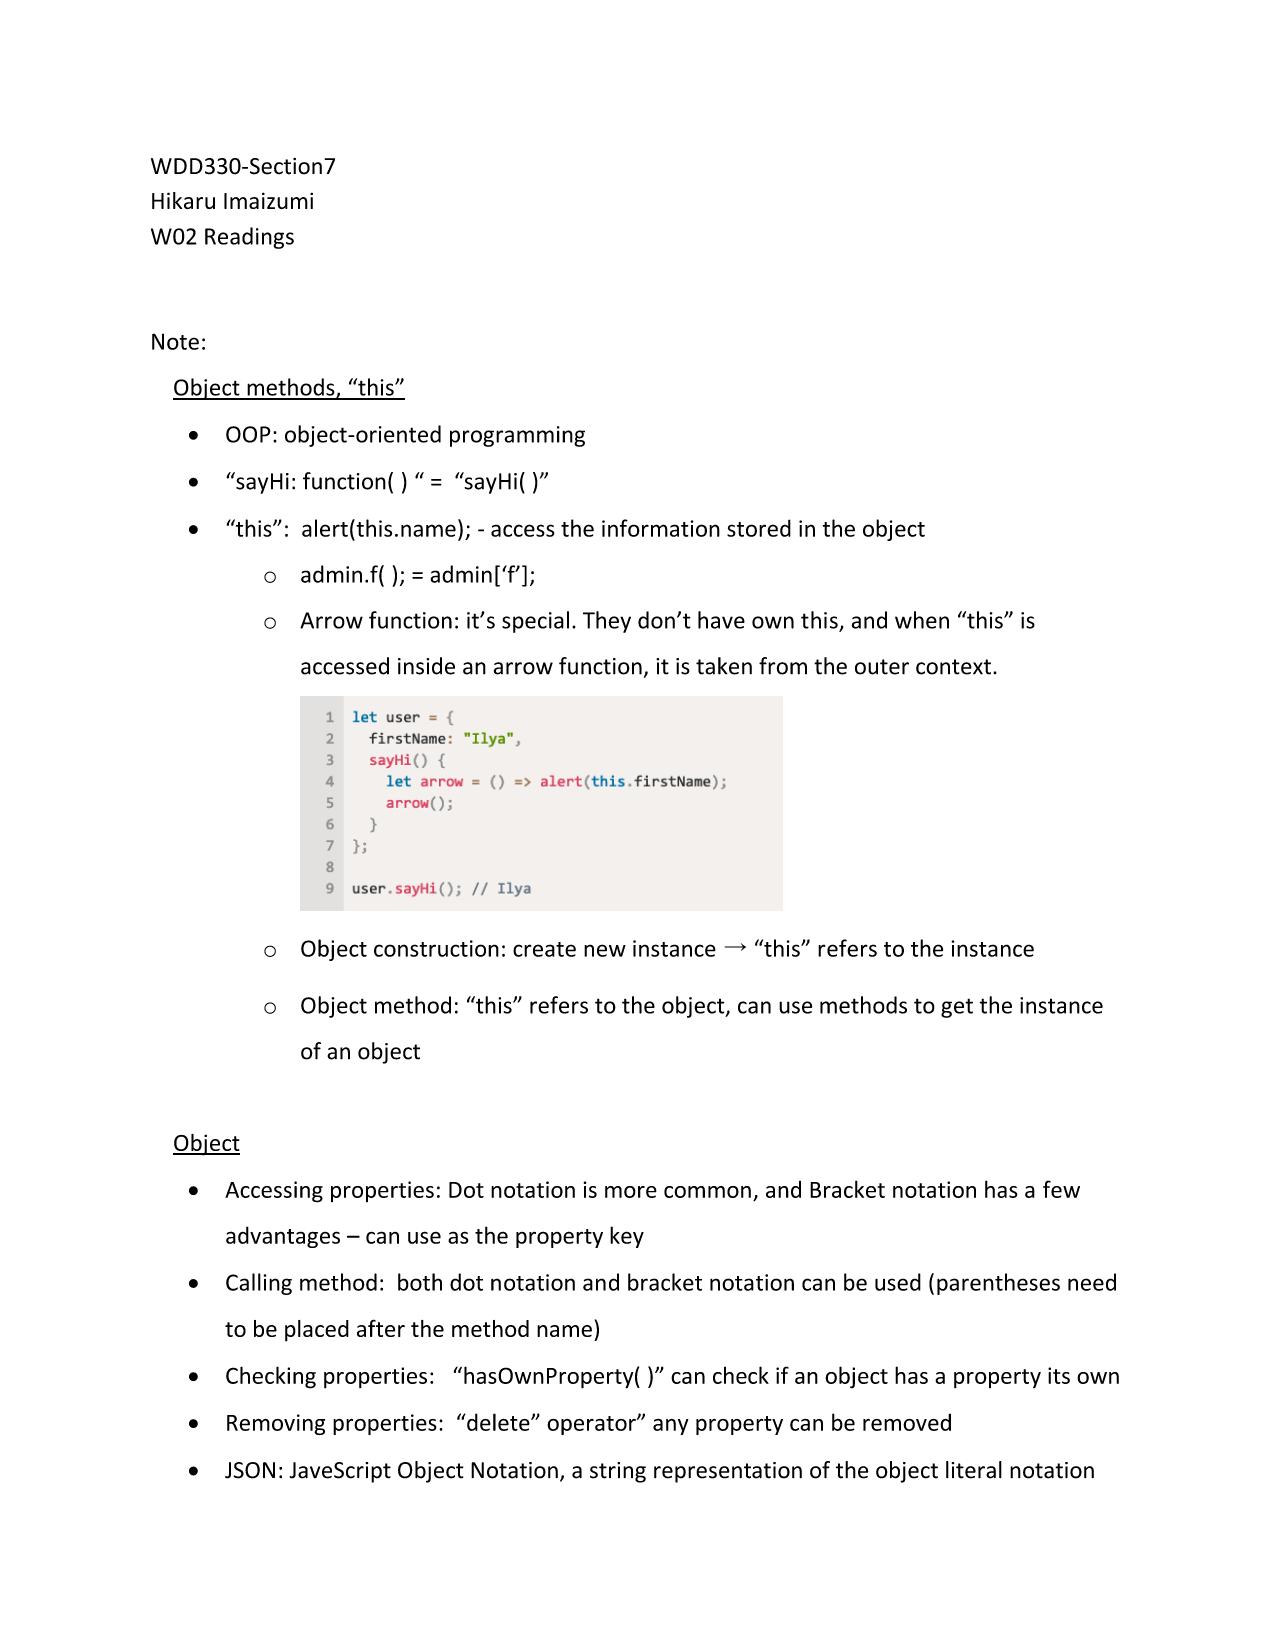 WDD330-Section7
Hikaru Imaizumi
W02 Readings
Note:
Object methods, “this”
• OOP: object-oriented programming
• “sayHi: function( ) “ = “sayHi( )”
• “this”: alert(this.name); - access the information stored in the object
o admin.f( ); = admin[‘f’];
o Arrow function: it’s special. They don’t have own this, and when “this” is
accessed inside an arrow function, it is taken from the outer context.
1 let user = {
2 firstName: "Ilya",
3 sayHi() {
4 let arrow = () => alert(this.firstName);
5 arrow();
6 }
7 };
8
9 user.sayHi(); // Ilya
o Object construction: create new instance → “this” refers to the instance
o Object method: “this” refers to the object, can use methods to get the instance
of an object
Object
• Accessing properties: Dot notation is more common, and Bracket notation has a few
advantages – can use as the property key
• Calling method: both dot notation and bracket notation can be used (parentheses need
to be placed after the method name)
• Checking properties: “hasOwnProperty( )” can check if an object has a property its own
• Removing properties: “delete” operator” any property can be removed
• JSON: JaveScript Object Notation, a string representation of the object literal notation